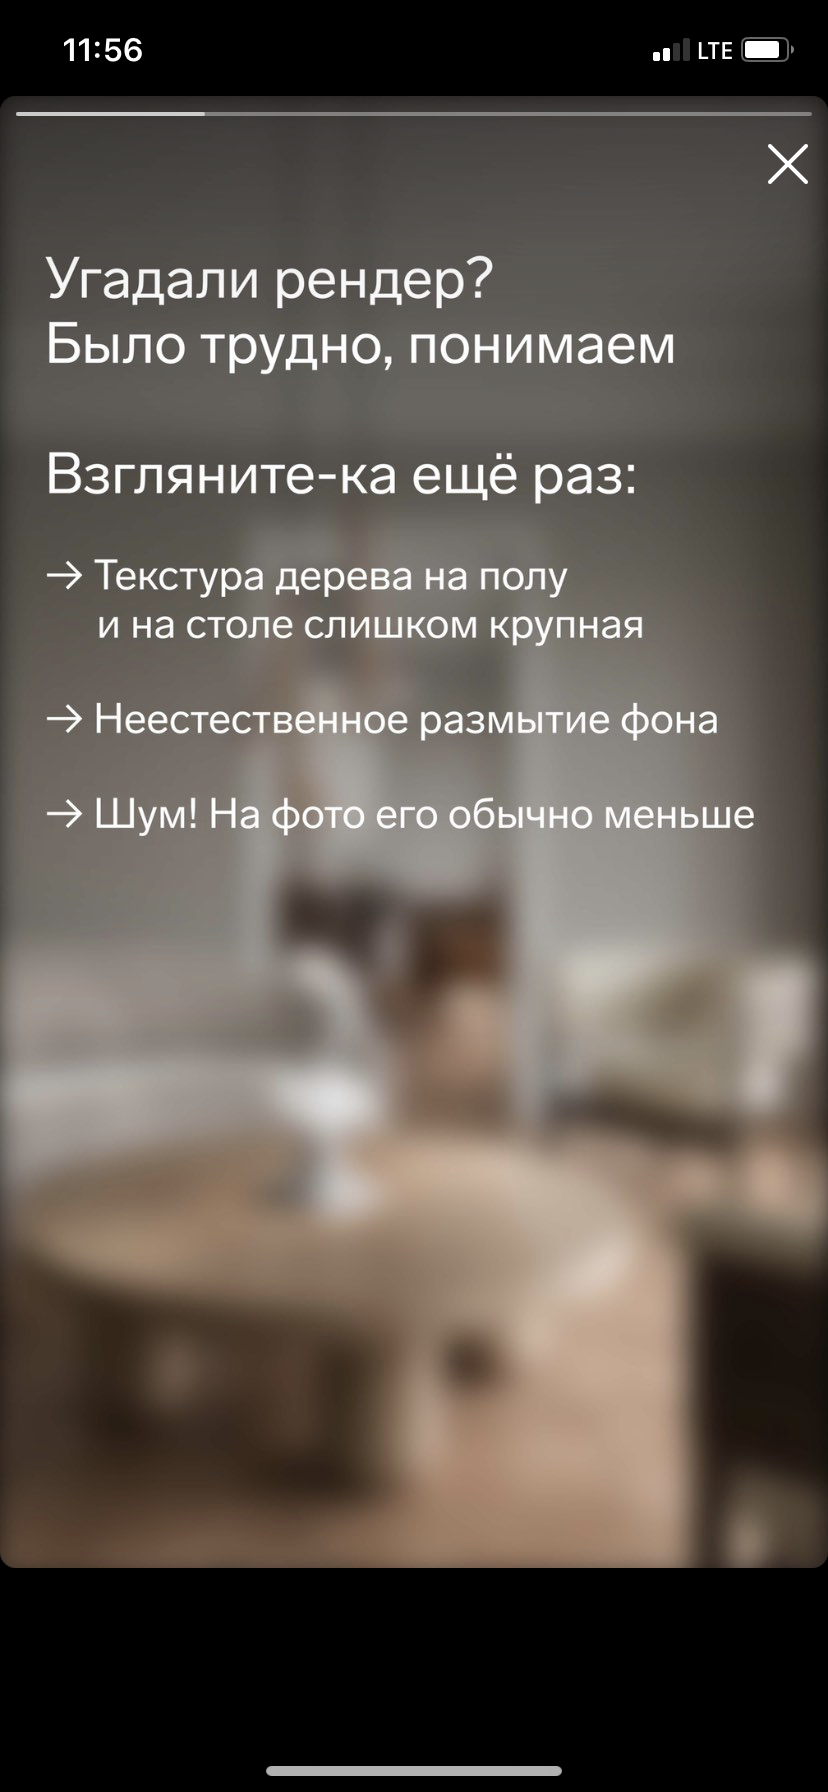 11:56
LTE
Угадали рендер?
Было трудно, понимаем
Взгляните-ка ещё раз:
→ Текстура дерева на полу
и на столе слишком крупная
→ Неестественное размытие фона
→ Шум! На фото его обычно меньше